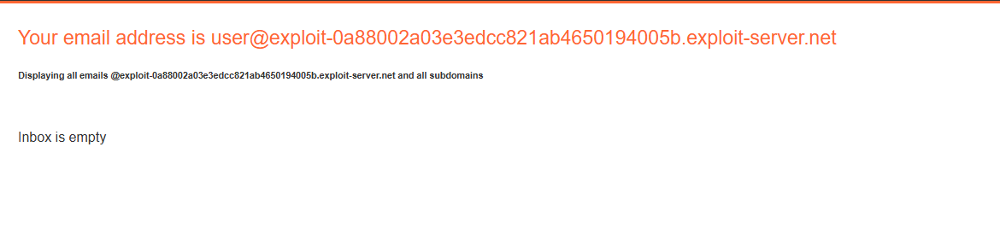 Your email address is user@exploit-0a88002a03e3edcc821ab4650194005b.exploit-server.net
Displaying all emails @exploit-0a88002a03e3edcc821ab4650194005b.exploit-server.net and all subdomains
Inbox is empty